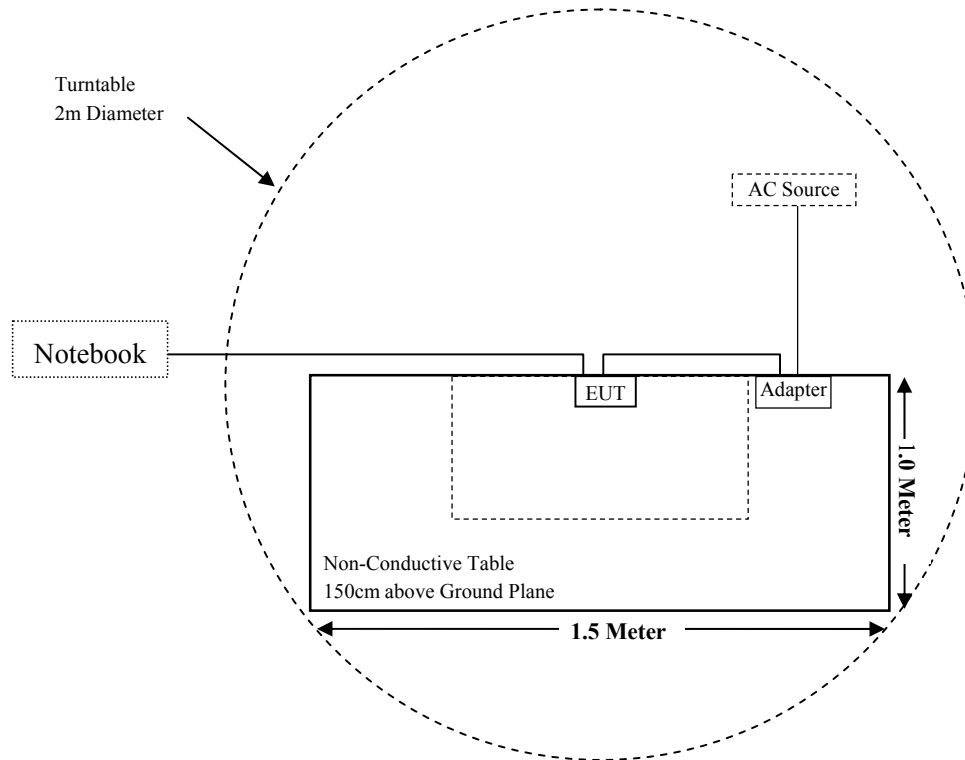 Turntable
2m Diameter
AC Source
Notebook
EUT
Adapter
1.0 Meter
Non-Conductive Table
150cm above Ground Plane
1.5 Meter